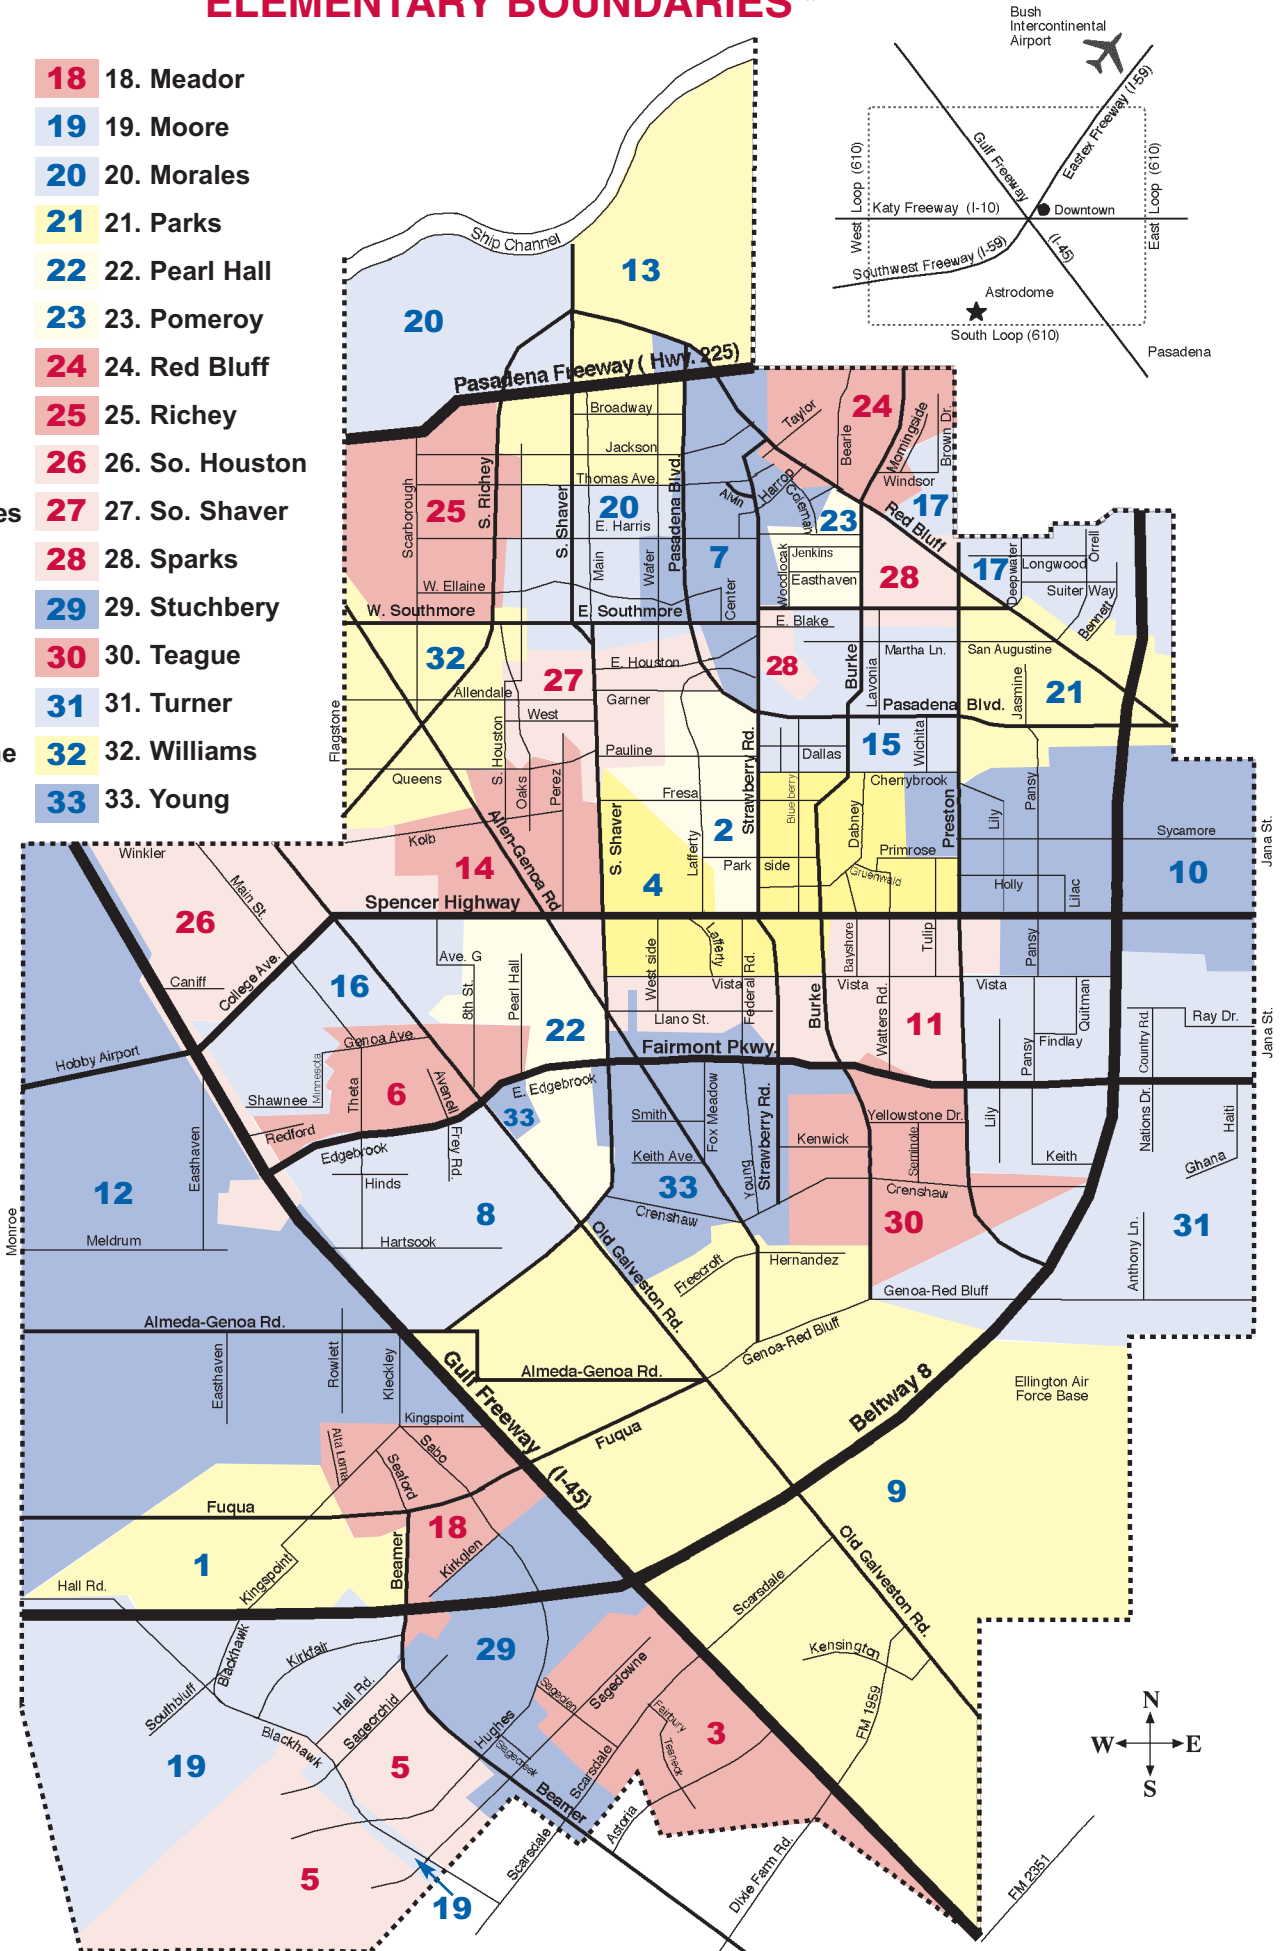 ELEMENTARY BOUNDARIES
18 18. Meador
19 19. Moore
20 20. Morales
21 21. Parks
22 22. Pearl Hall
23 23. Pomeroy
24 24. Red Bluff
25 25. Richey
26 26. So. Houston
27 27. So. Shaver
28 28. Sparks
29 29. Stuchbery
30 30. Teague
31 31. Turner
32 32. Williams
33 33. Young
es
e
Bush
Intercontinental
Airport
Gulf Freeway
Eastex Freeway (I-59)
West Loop (610)
East Loop (610)
Katy Freeway (I-10)
Downtown
Southwest Freeway (I-59)
(I-45)
Astrodome
South Loop (610)
Pasadena
Ship Channel
13
20
Pasadena Freeway ( Hwy. 225)
Broadway
Jackson
Thomas Ave.
Taylor
24
Bearle
Morningside
Brown Dr.
Windsor
17
Scarborough
25
S. Richey
S. Shaver
20
E. Harris
Main
Wafer
Pasadena Blvd.
Alvin
Harrop
Coleman
23
Red Bluff
7
Center
Woodlocak
Jenkins
Easthaven
28
17
Deepwater
Longwood
Orrell
Suiter Way
Bennett
W. Ellaine
W. Southmore
E. Southmore
E. Blake
32
27
E. Houston
28
Burke
Lavonia
Martha Ln.
San Augustine
21
Jasmine
Allendale
Garner
West
Pasadena Blvd.
Flagstone
S. Houston
Pauline
Strawberry Rd.
Dallas
15
Wichita
Queens
Oaks
Perez
Fresa
Blueberry
Cherrybrook
Dabney
Preston
Pansy
Lily
Sycamore
Jana St.
Kolb
Allen-Genoa Rd
S. Shaver
Lafferty
2
Park side
Primrose
Gruenwald
Winkler
14
4
Holly
Lilac
10
Main St.
Spencer Highway
26
College Ave.
Caniff
16
Ave. G
8th St.
Pearl Hall
22
West side
Lafferty
Vista
Federal Rd.
Bayshore
Tulip
Vista
Burke
Watters Rd.
11
Vista
Pansy
Quitman
Country Rd.
Ray Dr.
Jana St.
Llano St.
Findlay
Hobby Airport
Genoa Ave.
Minnesota
Fairmont Pkwy.
Pansy
Shawnee
Theta
6
Avenell
E. Edgebrook
33
Smith
Fox Meadow
Strawberry Rd.
Yellowstone Dr.
Lily
Nations Dr.
Haiti
Redford
Edgebrook
Frey Rd.
Keith Ave.
Young
Kenwick
Seminole
Keith
Ghana
Easthaven
12
Hinds
33
Crenshaw
Crenshaw
30
31
Monroe
Meldrum
8
Hartsook
Old Galveston Rd.
Freecroft
Hernandez
Genoa-Red Bluff
Anthony Ln.
Almeda-Genoa Rd.
Genoa-Red Bluff
Easthaven
Rowlett
Kleckley
Gulf Freeway
(I-45)
Almeda-Genoa Rd.
Beltway 8
Ellington Air
Force Base
Kingspoint
Alta Loma
Sabo
Seaford
Fuqua
9
Fuqua
18
Kirkglen
Old Galveston Rd.
1
Beamer
Kingspoint
Hall Rd.
Scarsdale
Blackhawk
Kirkfair
29
Kensington
Southbluff
Hall Rd.
Sageorchid
Sageglen
Sagedowne
Fairbury
FM 1959
Hughes
Teaneck
3
Blackhawk
Sagecreek
Scarsdale
19
5
Beamer
Astoria
N
W E
S
5
Scarsdale
Dixie Farm Rd.
FM 2351
19